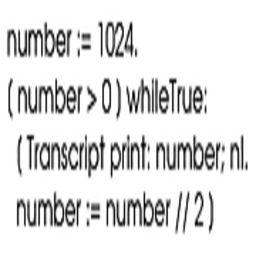 number := 1024.
( number > 0 ) whileTrue:
( Transcript print: number; nl.
number := number // 2 )